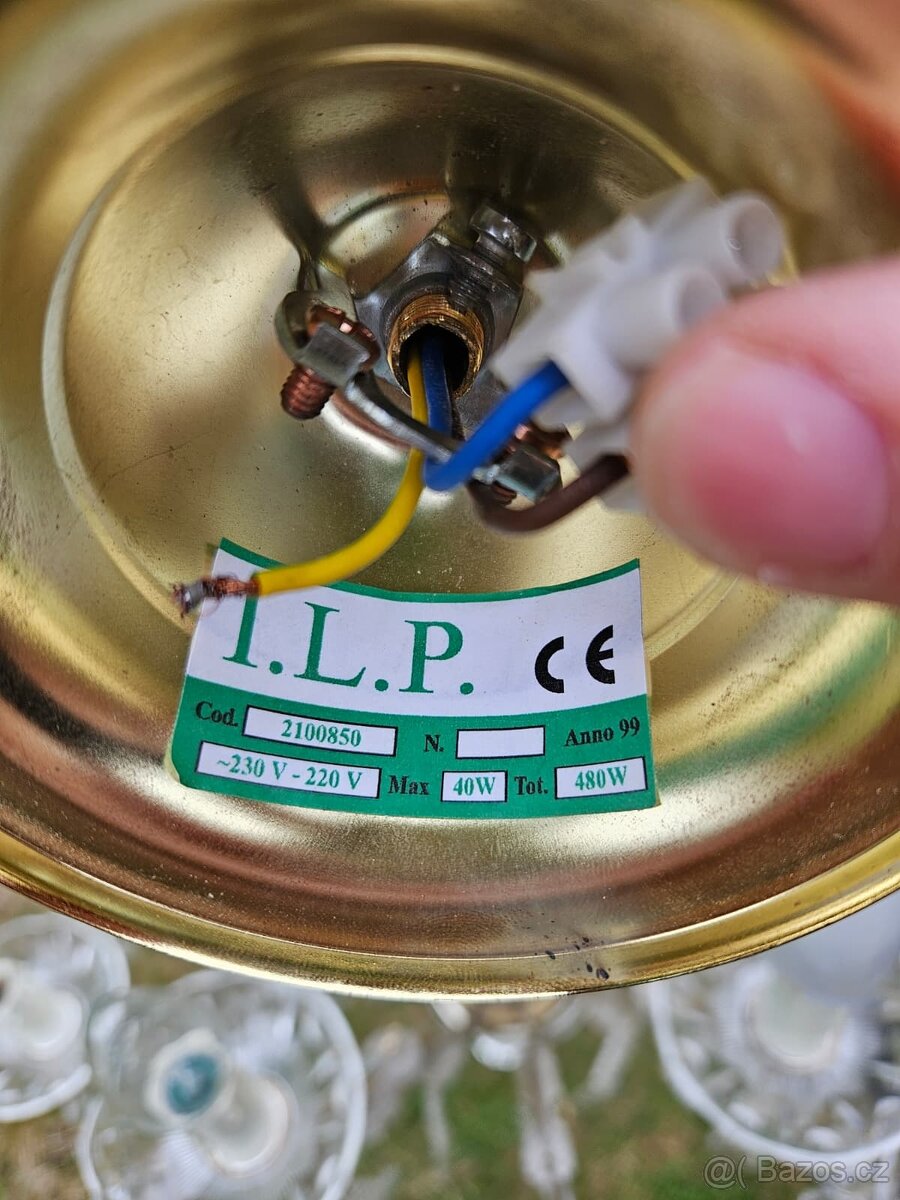 I.L.P. CE
Cod. 2100850 N. Anno 99
~230 V - 220 V Max 40W Tot. 480W
@( Bazos.cz